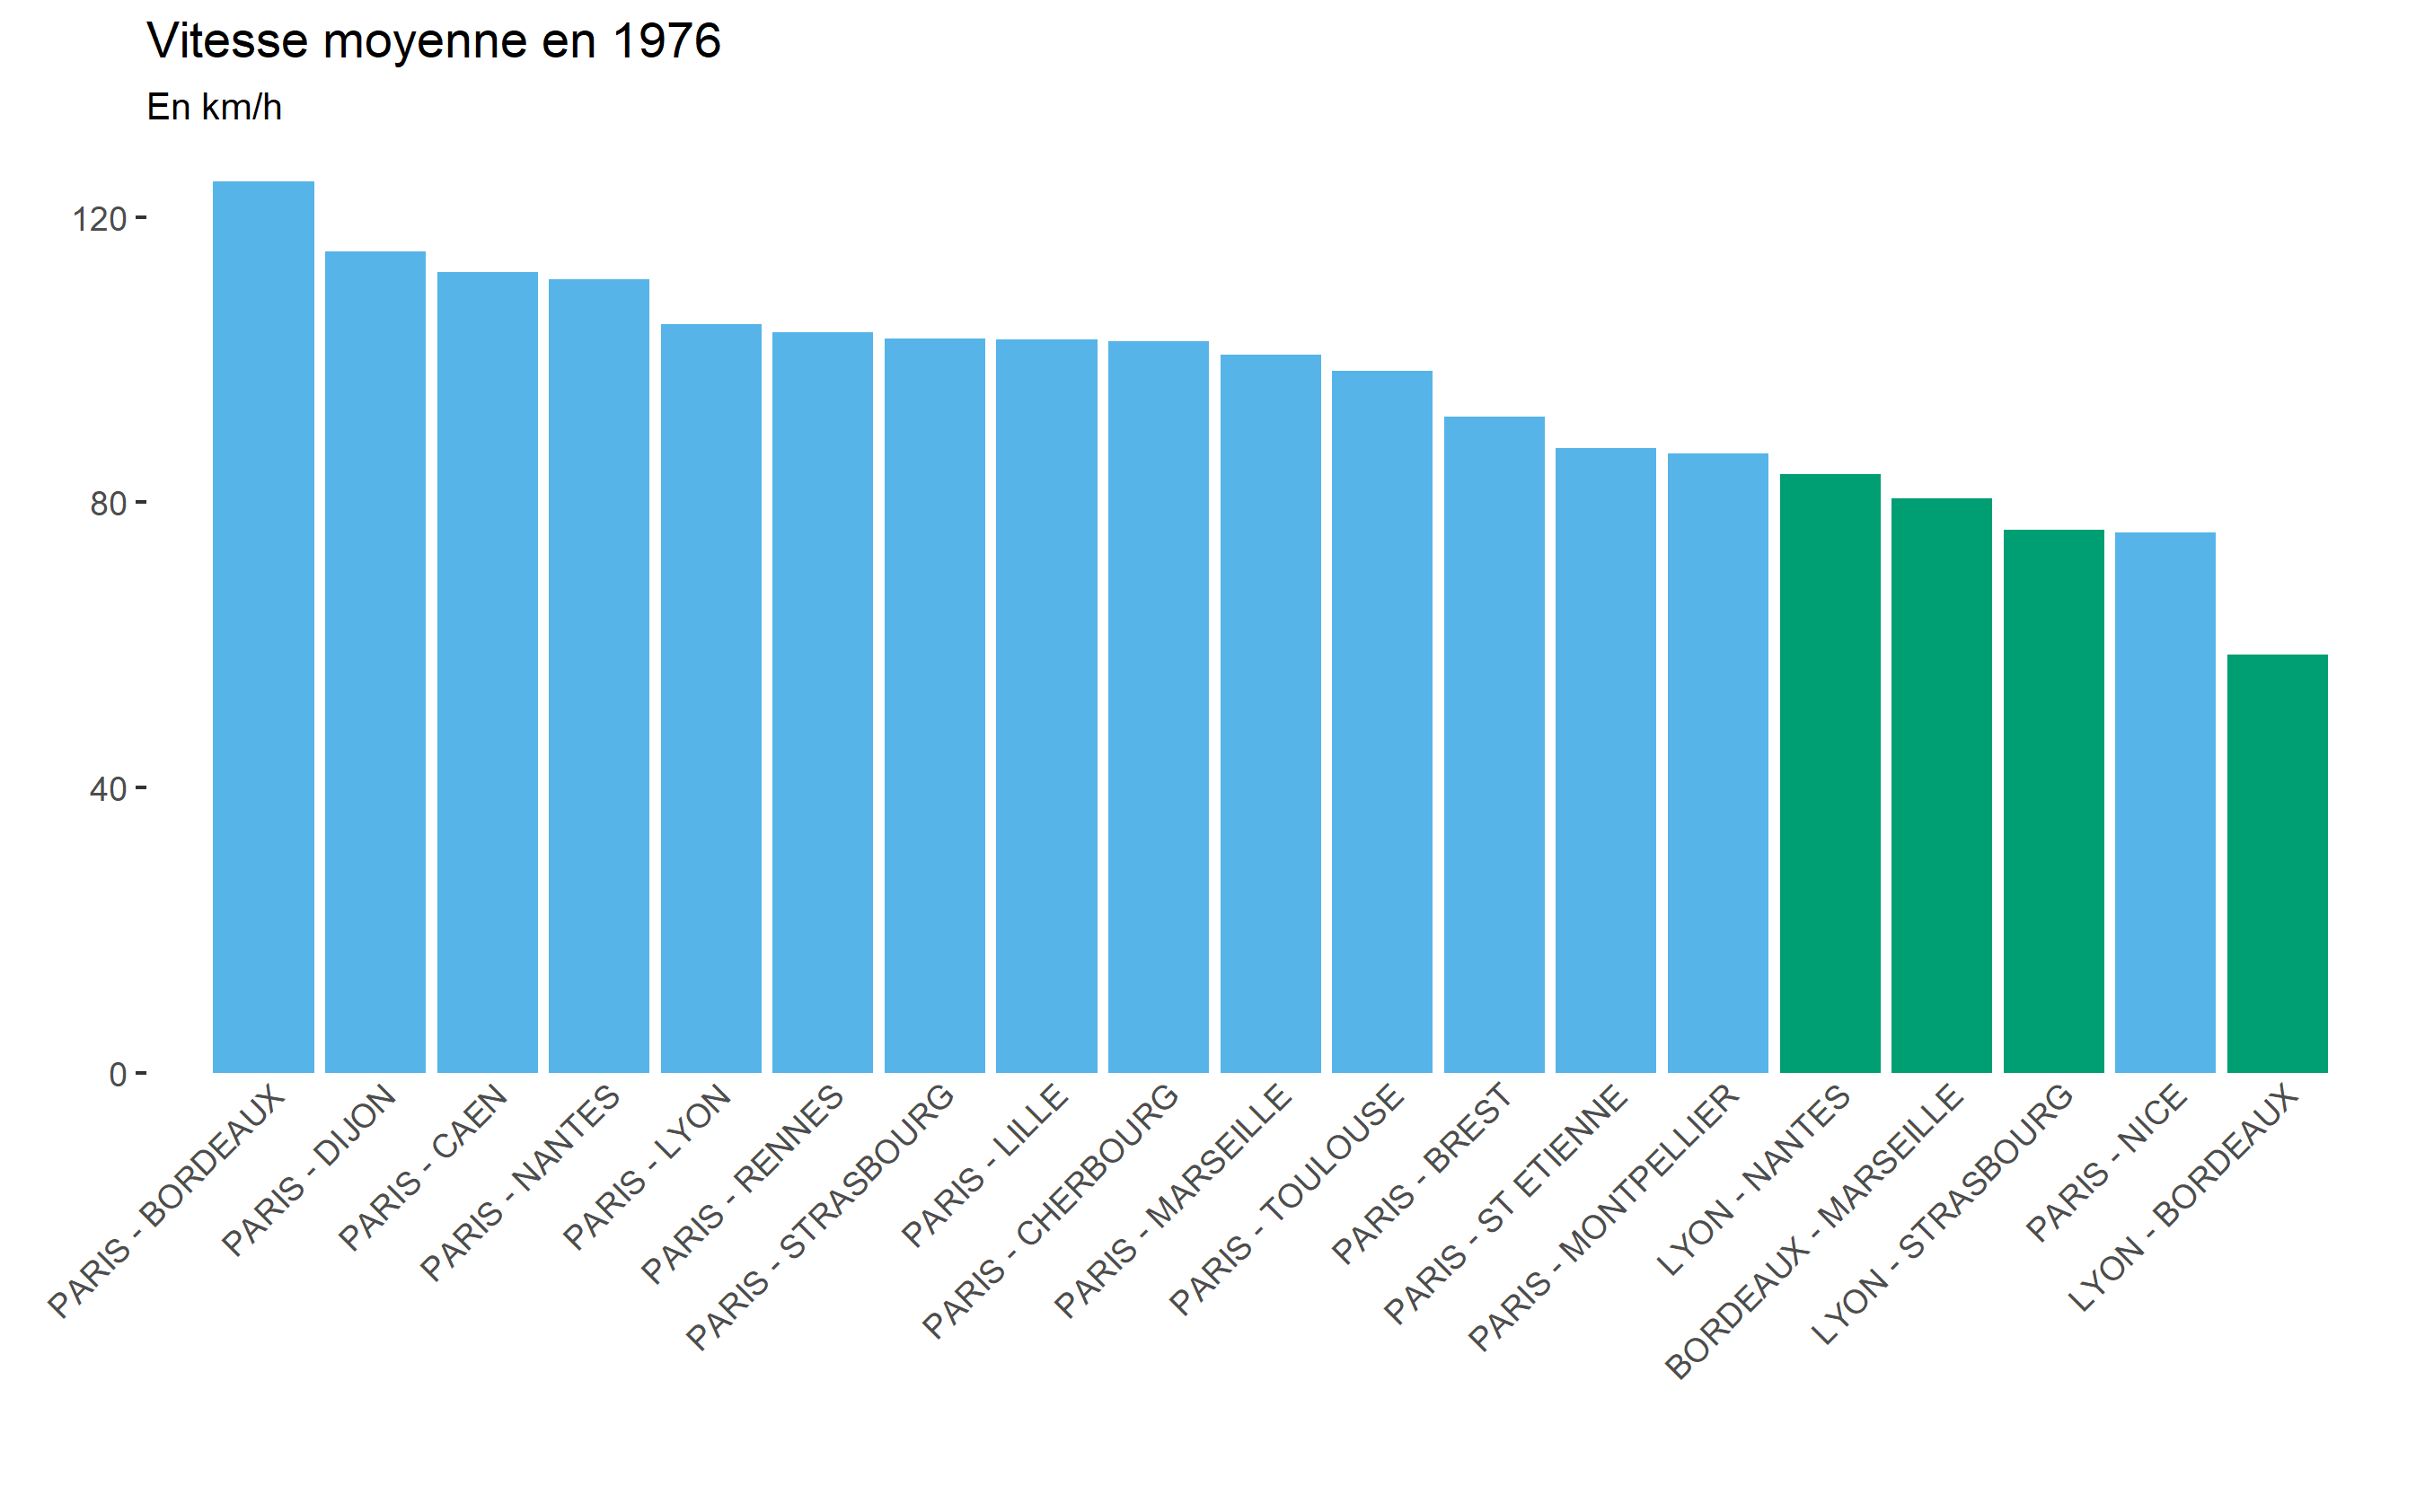 Vitesse moyenne en 1976
En km/h
120
80
40
0
PARIS - BORDEAUX
PARIS - DIJON
PARIS - CAEN
PARIS - NANTES
PARIS - LYON
PARIS - RENNES
PARIS - STRASBOURG
PARIS - LILLE
PARIS - CHERBOURG
PARIS - MARSEILLE
PARIS - TOULOUSE
PARIS - BREST
PARIS - ST ETIENNE
PARIS - MONTPELLIER
LYON - NANTES
BORDEAUX - MARSEILLE
LYON - STRASBOURG
PARIS - NICE
LYON - BORDEAUX